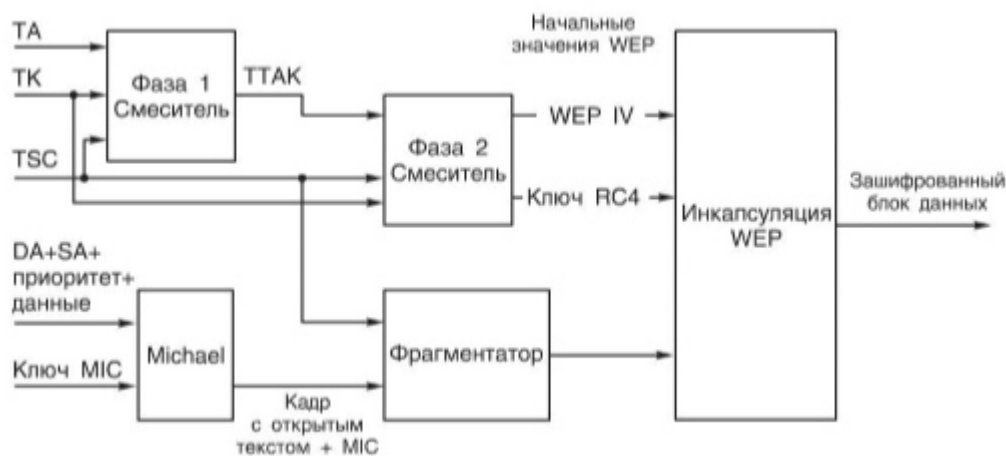 Начальные
значения WEP
TA
TK
TSC
Фаза 1
Смеситель
TTAK
Фаза 2
Смеситель
WEP IV
Ключ RC4
Инкапсуляция
WEP
Зашифрованный
блок данных
DA+SA+
приоритет+
данные
Ключ MIC
Michael
Кадр
с открытым
текстом + MIC
Фрагментатор